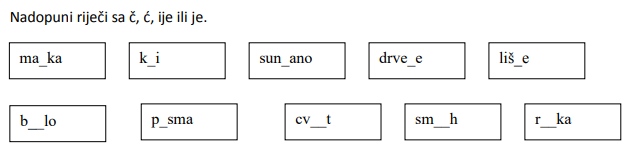 Nadopuni riječi sa č, ć, ije ili je.
ma_ka k_i sun_ano drve_e liš_e
b__lo p_sma cv__t sm__h r__ka